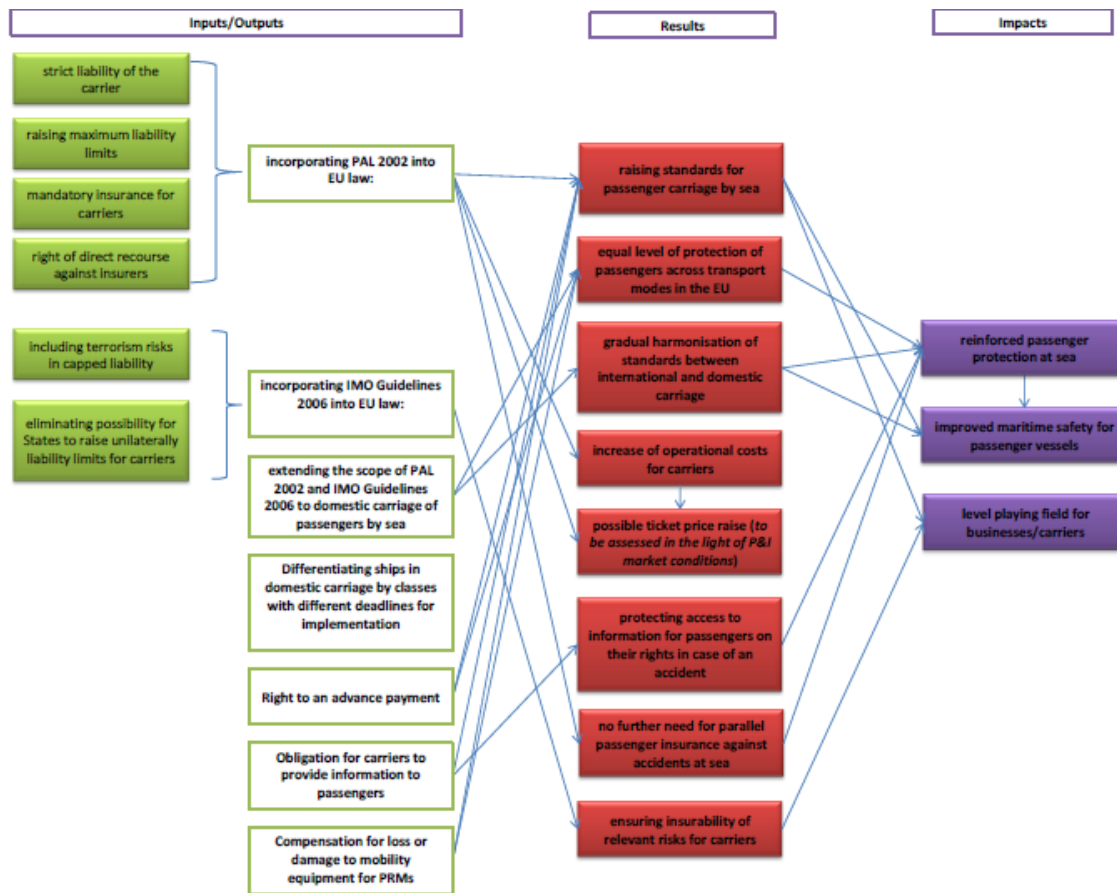 Inputs/Outputs
Results
Impacts
strict liability of the
carrier
raising maximum liability
limits
mandatory insurance for
carriers
right of direct recourse
against insurers
including terrorism risks
in capped liability
eliminating possibility for
States to raise unilaterally
liability limits for carriers
incorporating PAL 2002 into
EU law:
incorporating IMO Guidelines
2006 into EU law:
extending the scope of PAL
2002 and IMO Guidelines
2006 to domestic carriage of
passengers by sea
Differentiating ships in
domestic carriage by classes
with different deadlines for
implementation
Right to an advance payment
Obligation for carriers to
provide information to
passengers
Compensation for loss or
damage to mobility
equipment for PRMs
raising standards for
passenger carriage by sea
equal level of protection of
passengers across transport
modes in the EU
gradual harmonisation of
standards between
international and domestic
carriage
increase of operational costs
for carriers
possible ticket price raise (to
be assessed in the light of P&I
market conditions)
protecting access to
information for passengers on
their rights in case of an
accident
no further need for parallel
passenger insurance against
accidents at sea
ensuring insurability of
relevant risks for carriers
reinforced passenger
protection at sea
improved maritime safety for
passenger vessels
level playing field for
businesses/carriers